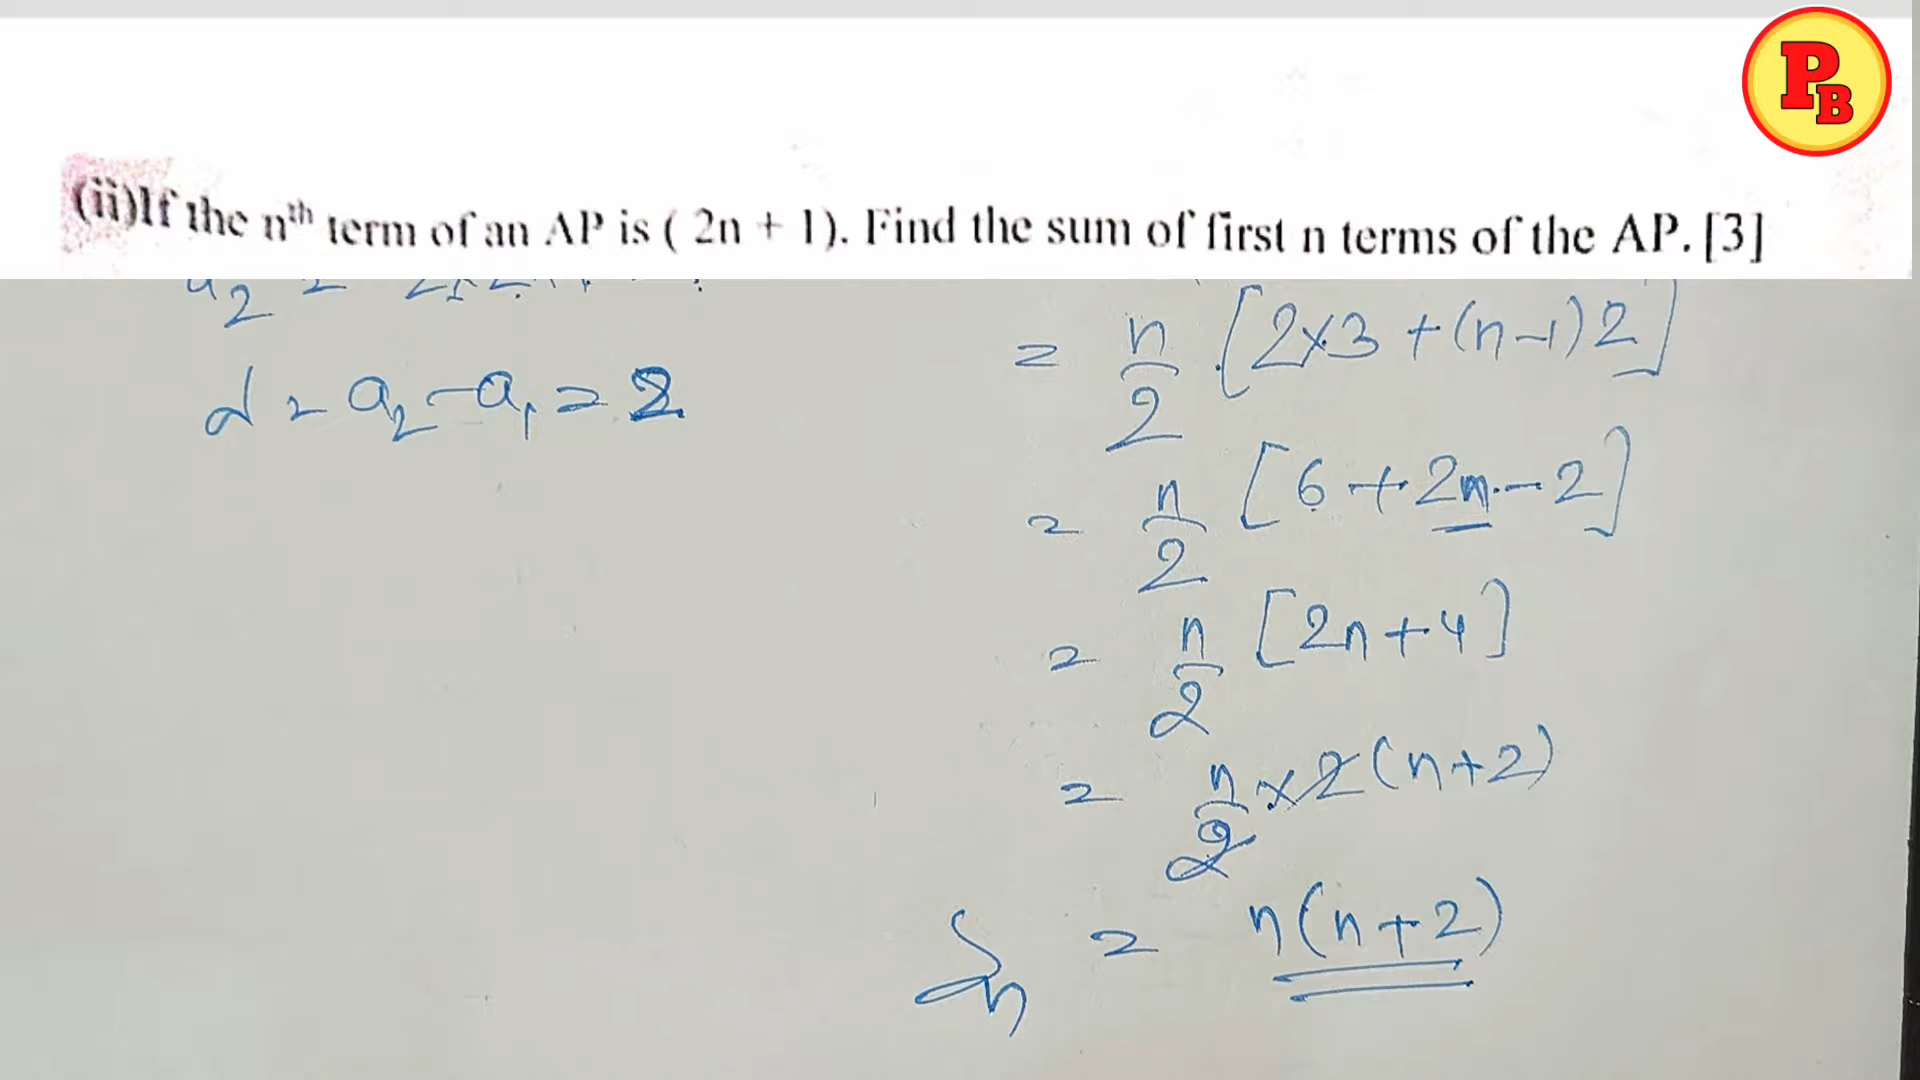 PB
(ii)If the nth term of an AP is ( 2n + 1). Find the sum of first n terms of the AP. [3]
a₂ =
d = a₂ - a₁ = 2
= n/2 [2×3 + (n-1)2]
= n/2 [6 + 2n - 2]
= n/2 [2n + 4]
= n/2 × 2 (n+2)
Sn = n(n+2)